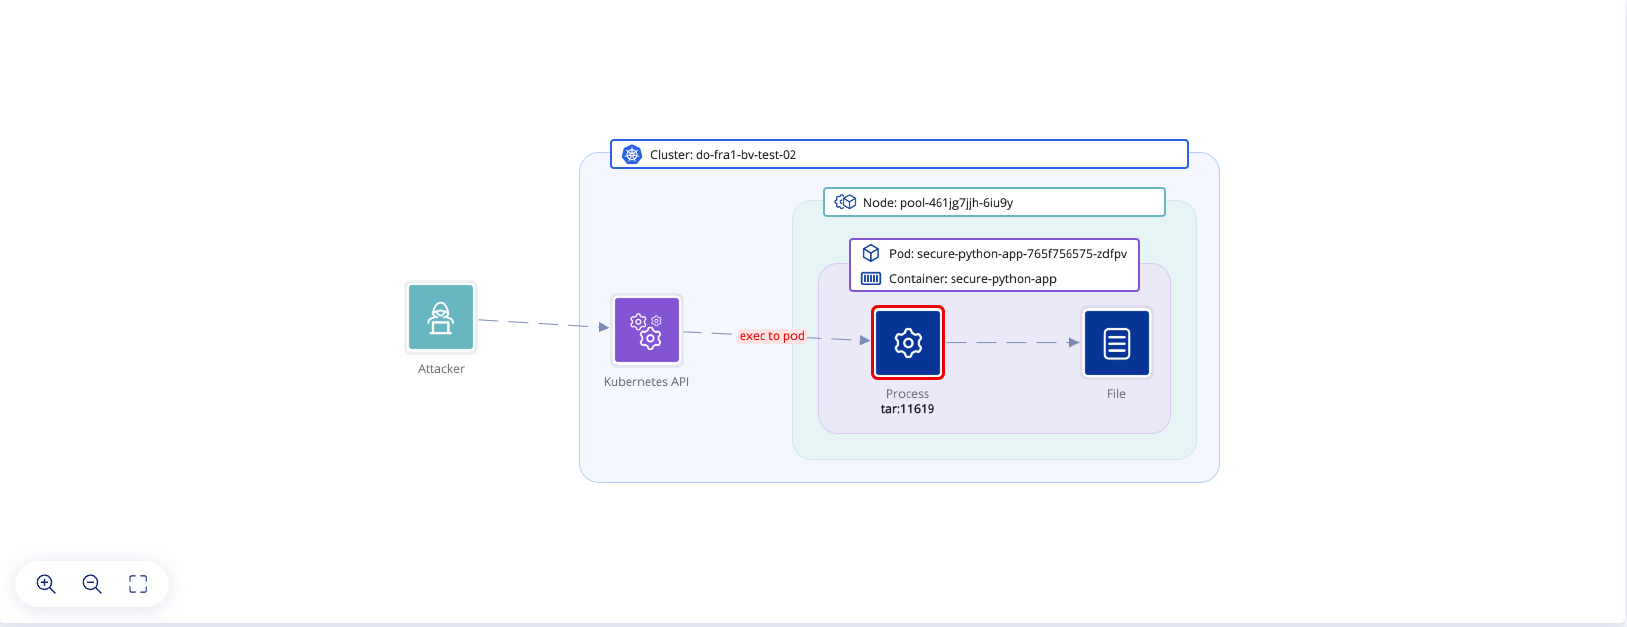 Cluster: do-fra1-bv-test-02
Node: pool-461jg7jjh-6iu9y
Pod: secure-python-app-765f756575-zdfpv
Container: secure-python-app
exec to pod
Attacker
Kubernetes API
Process
tar:11619
File